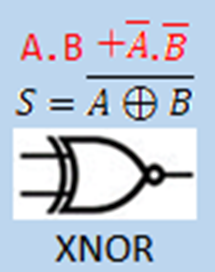 A.B + A̅.B̅
S = A̅ ̅⊕̅ ̅B̅
XNOR